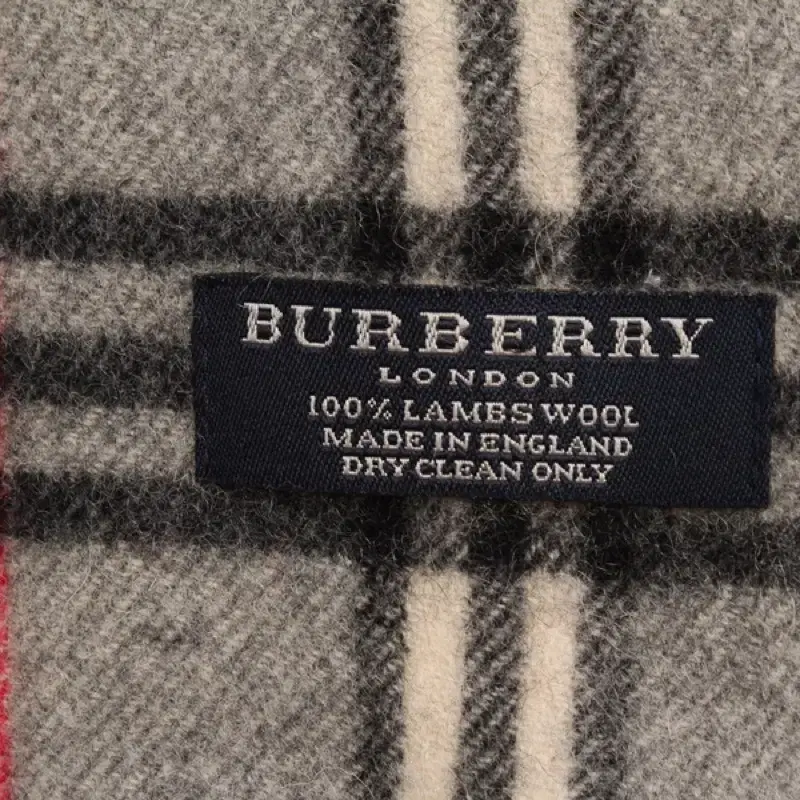 BURBERRY
LONDON
100% LAMBS WOOL
MADE IN ENGLAND
DRY CLEAN ONLY